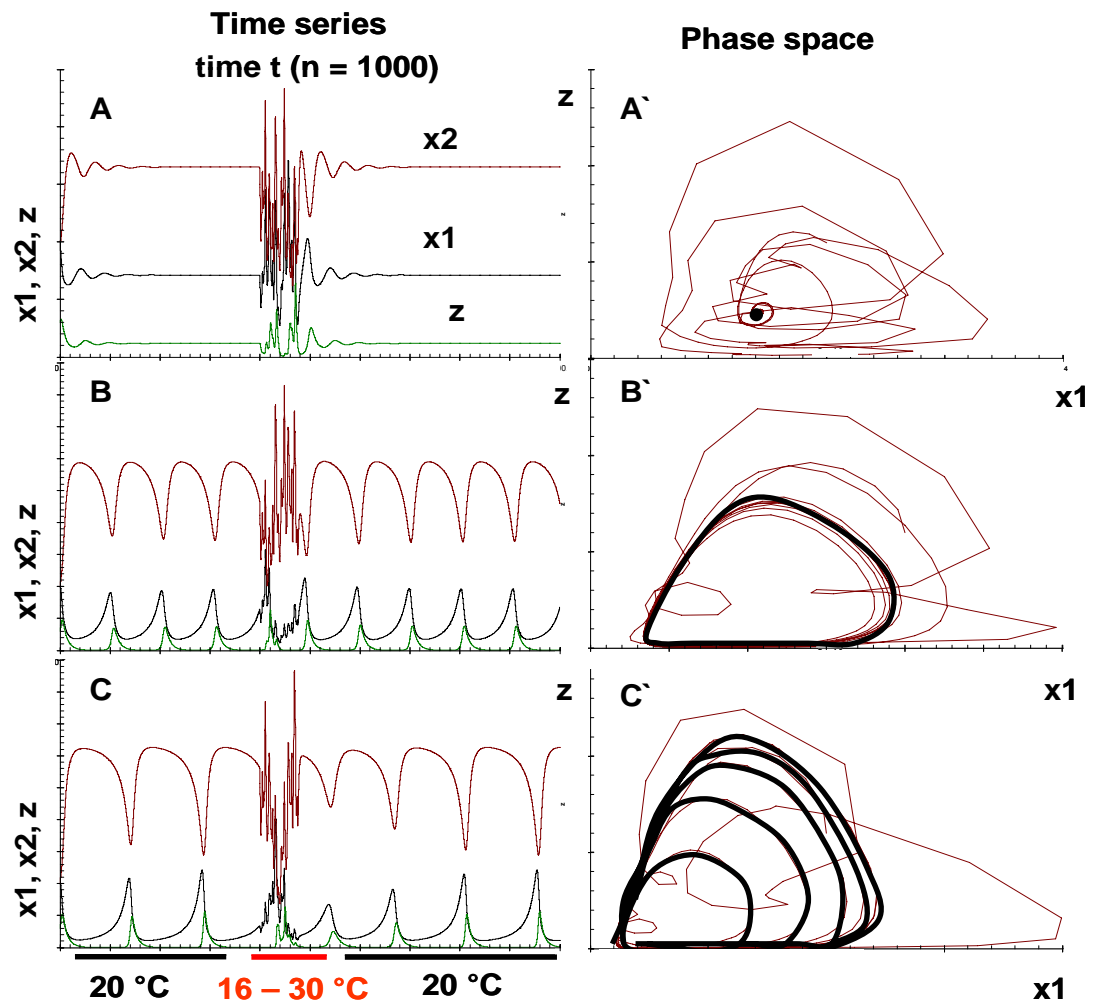 Time series
time t (n = 1000)
Phase space
A
x2
x1
z
x1, x2, z
z
A`
x1
B
x1, x2, z
z
B`
x1
C
x1, x2, z
z
C`
x1
20 °C
16 – 30 °C
20 °C